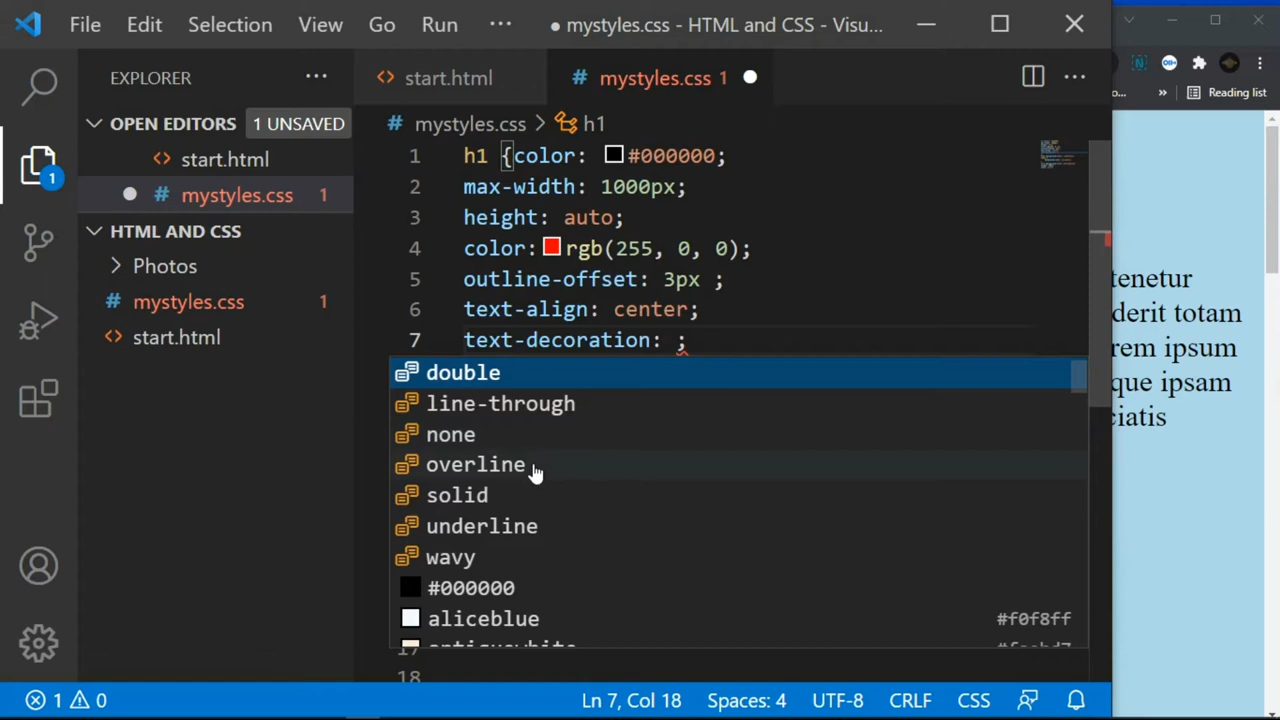 File Edit Selection View Go Run ··· ● mystyles.css - HTML and CSS - Visu...
EXPLORER ···
start.html
# mystyles.css 1 ●
···
» Reading list
OPEN EDITORS 1 UNSAVED
start.html
# mystyles.css 1
HTML AND CSS
Photos
# mystyles.css 1
start.html
1
# mystyles.css > h1
1 h1 {color: #000000;
2 max-width: 1000px;
3 height: auto;
4 color: rgb(255, 0, 0);
5 outline-offset: 3px ;
6 text-align: center;
7 text-decoration: ;
double
line-through
none
overline
solid
underline
wavy
#000000
aliceblue #f0f8ff
17
18
tenetur
derit totam
rem ipsum
que ipsam
ciatis
1 0 Ln 7, Col 18 Spaces: 4 UTF-8 CRLF CSS